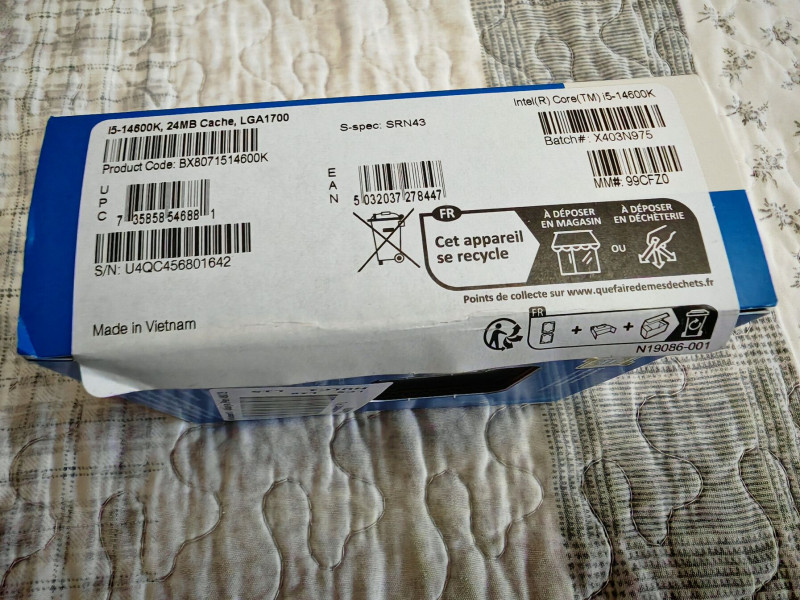 i5-14600K, 24MB Cache, LGA1700
Product Code: BX8071514600K
S-spec: SRN43
Intel(R) Core(TM) i5-14600K
Batch#: X403N975
MM#: 99CFZ0
UPC
7 35858 54688 1
EAN
5 032037 278447
S/N: U4QC456801642
FR
Cet appareil
se recycle
À DÉPOSER
EN MAGASIN
OU
À DÉPOSER
EN DÉCHÈTERIE
Points de collecte sur www.quefairedemesdechets.fr
Made in Vietnam
FR
+ +
N19086-001